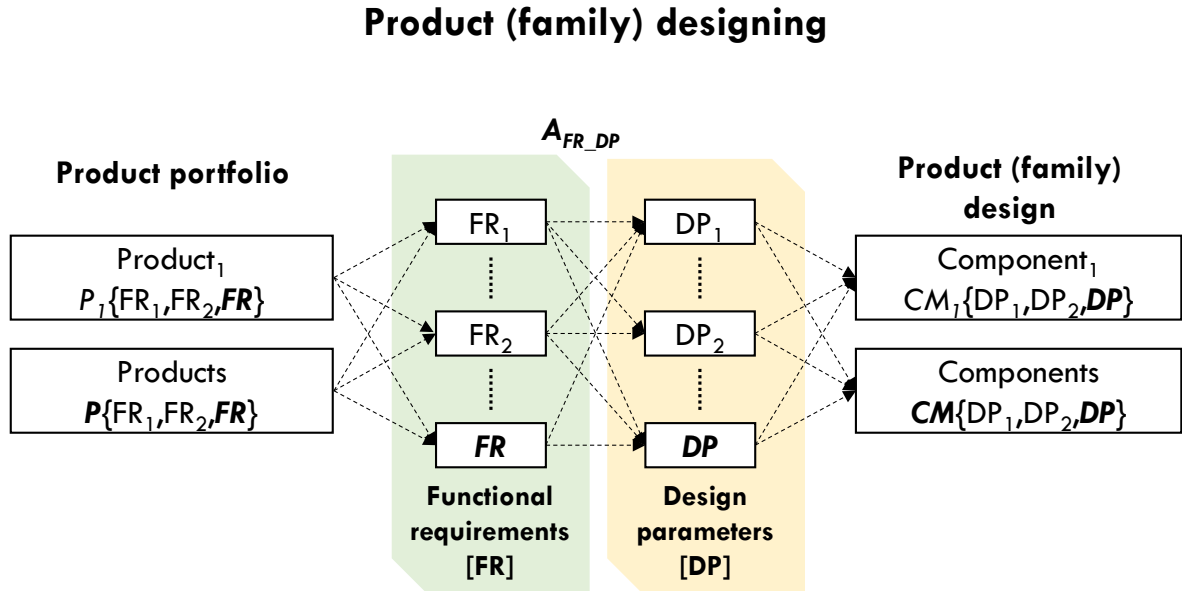 Product (family) designing
A_FR_DP
Product portfolio
Product (family)
design
Product₁
P₁{FR₁,FR₂,FR}
Products
P{FR₁,FR₂,FR}
FR₁
FR₂
FR
Functional
requirements
[FR]
DP₁
DP₂
DP
Design
parameters
[DP]
Component₁
CM₁{DP₁,DP₂,DP}
Components
CM{DP₁,DP₂,DP}